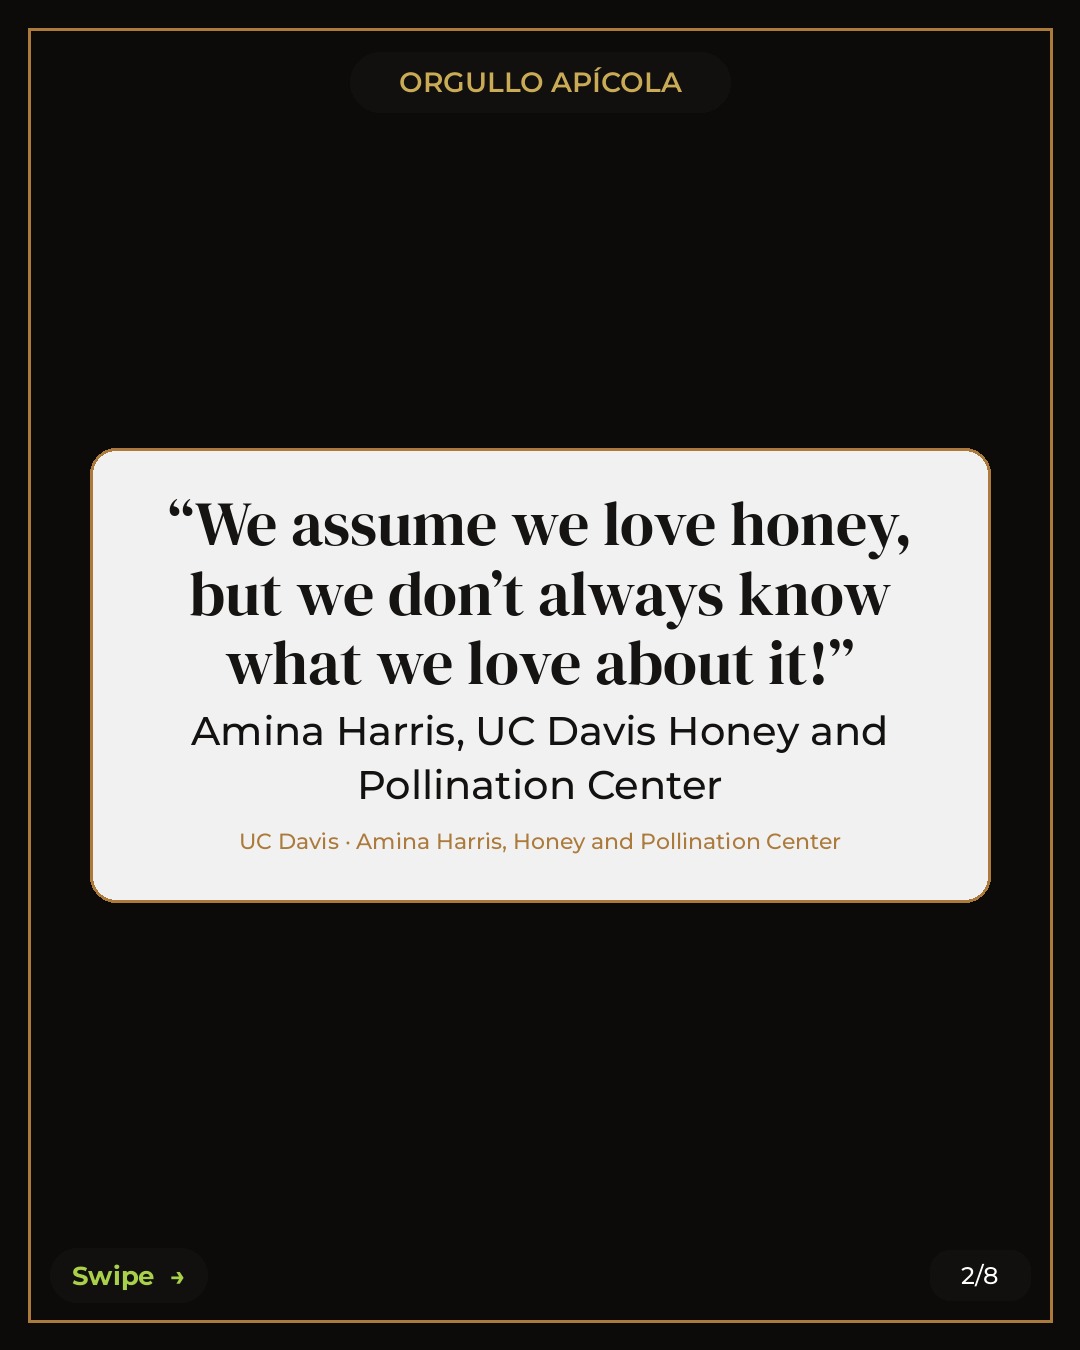 ORGULLO APÍCOLA
“We assume we love honey,
but we don’t always know
what we love about it!”
Amina Harris, UC Davis Honey and
Pollination Center
UC Davis · Amina Harris, Honey and Pollination Center
Swipe →
2/8